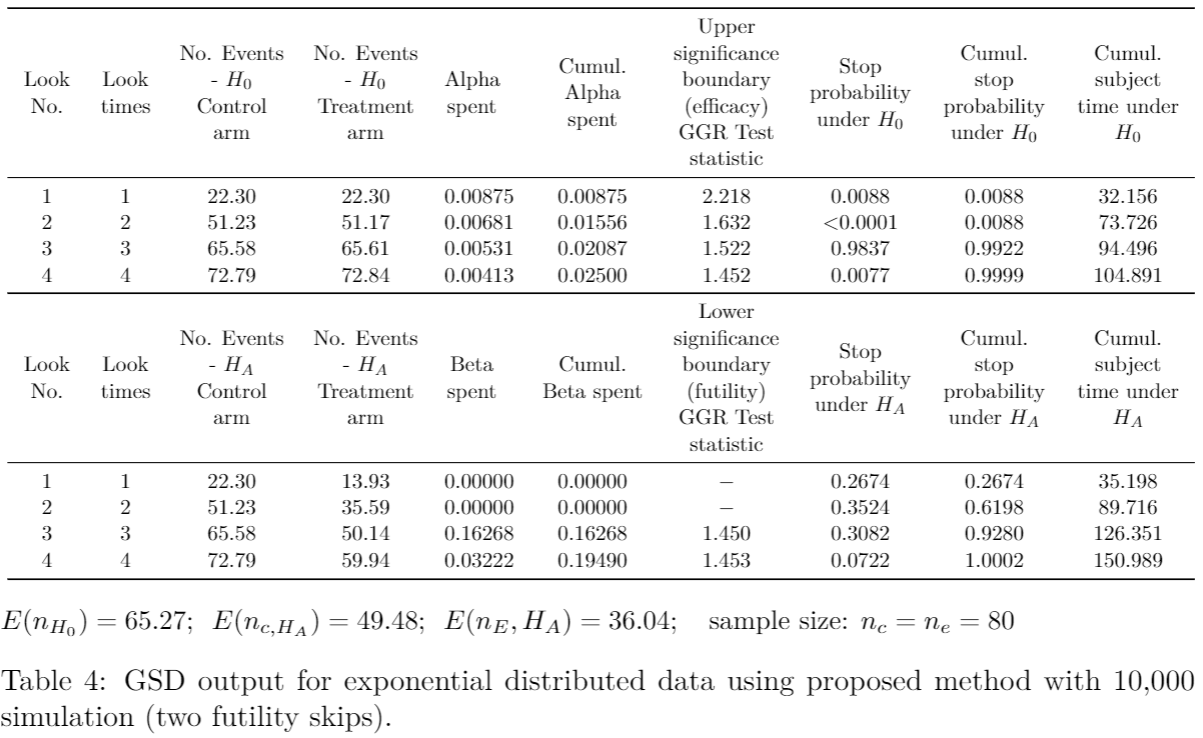 Look No. | Look times | No. Events - H₀ Control arm | No. Events - H₀ Treatment arm | Alpha spent | Cumul. Alpha spent | Upper significance boundary (efficacy) GGR Test statistic | Stop probability under H₀ | Cumul. stop probability under H₀ | Cumul. subject time under H₀
1 | 1 | 22.30 | 22.30 | 0.00875 | 0.00875 | 2.218 | 0.0088 | 0.0088 | 32.156
2 | 2 | 51.23 | 51.17 | 0.00681 | 0.01556 | 1.632 | <0.0001 | 0.0088 | 73.726
3 | 3 | 65.58 | 65.61 | 0.00531 | 0.02087 | 1.522 | 0.9837 | 0.9922 | 94.496
4 | 4 | 72.79 | 72.84 | 0.00413 | 0.02500 | 1.452 | 0.0077 | 0.9999 | 104.891
Look No. | Look times | No. Events - H_A Control arm | No. Events - H_A Treatment arm | Beta spent | Cumul. Beta spent | Lower significance boundary (futility) GGR Test statistic | Stop probability under H_A | Cumul. stop probability under H_A | Cumul. subject time under H_A
1 | 1 | 22.30 | 13.93 | 0.00000 | 0.00000 | − | 0.2674 | 0.2674 | 35.198
2 | 2 | 51.23 | 35.59 | 0.00000 | 0.00000 | − | 0.3524 | 0.6198 | 89.716
3 | 3 | 65.58 | 50.14 | 0.16268 | 0.16268 | 1.450 | 0.3082 | 0.9280 | 126.351
4 | 4 | 72.79 | 59.94 | 0.03222 | 0.19490 | 1.453 | 0.0722 | 1.0002 | 150.989
E(n_{H₀}) = 65.27; E(n_{c,H_A}) = 49.48; E(n_E, H_A) = 36.04; sample size: n_c = n_e = 80
Table 4: GSD output for exponential distributed data using proposed method with 10,000
simulation (two futility skips).